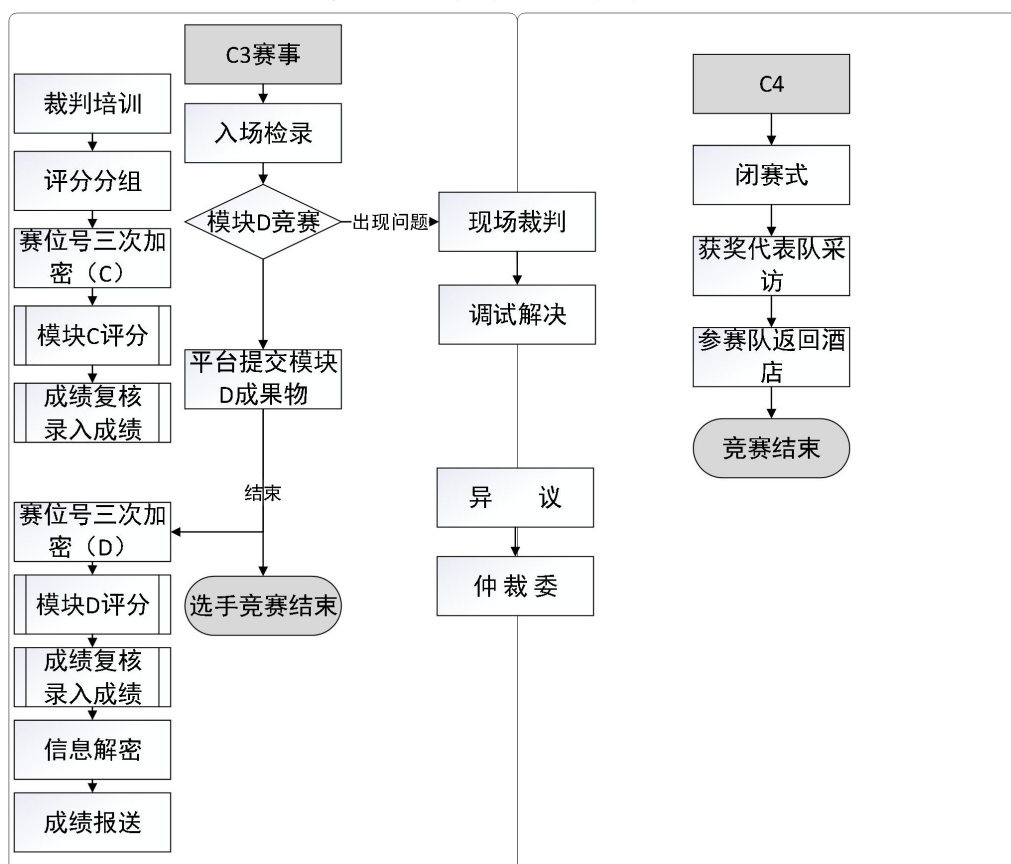 C3赛事
裁判培训
入场检录
评分分组
模块D竞赛
出现问题
现场裁判
赛位号三次加
密（C）
调试解决
模块C评分
平台提交模块
D成果物
成绩复核
录入成绩
结束
异 议
赛位号三次加
密（D）
仲 裁 委
模块D评分
选手竞赛结束
成绩复核
录入成绩
信息解密
成绩报送
C4
闭赛式
获奖代表队采
访
参赛队返回酒
店
竞赛结束